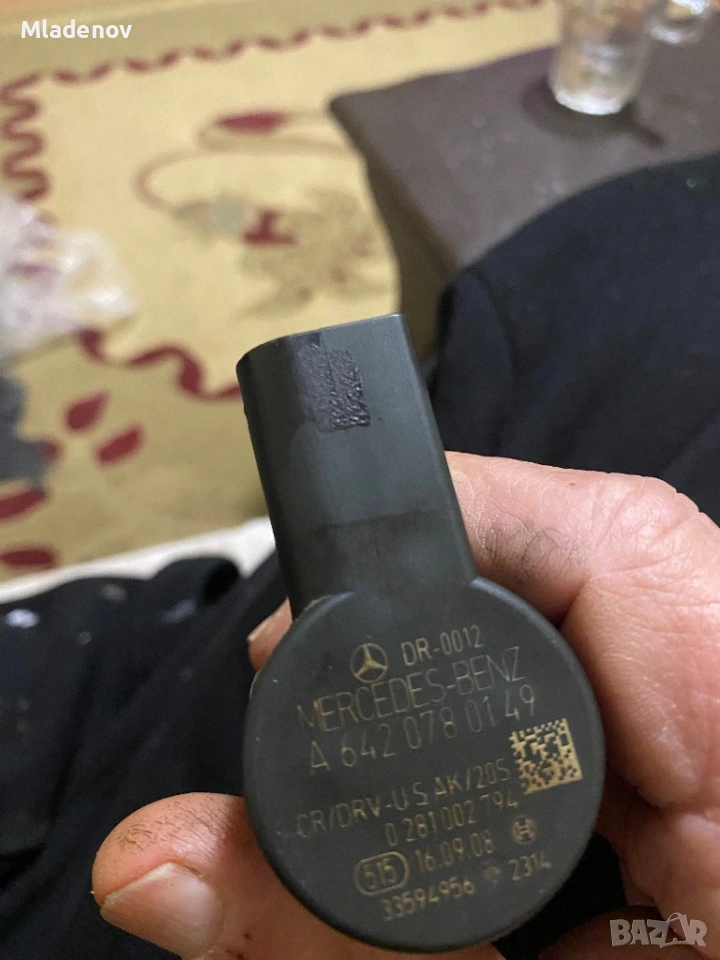 Mladenov
DR-0012
MERCEDES-BENZ
A 642 078 01 49
CR/DRV-U S AK/20S
0 281 002 794
515 16.09.08
33594956 2314
BAZAR